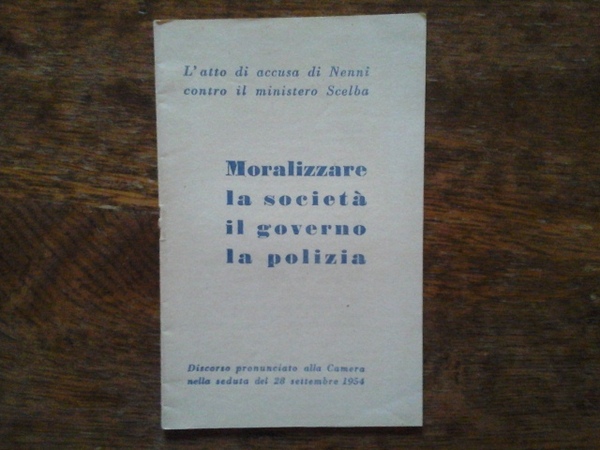 L'atto di accusa di Nenni
contro il ministero Scelba
Moralizzare
la società
il governo
la polizia
Discorso pronunciato alla Camera
nella seduta del 28 settembre 1954